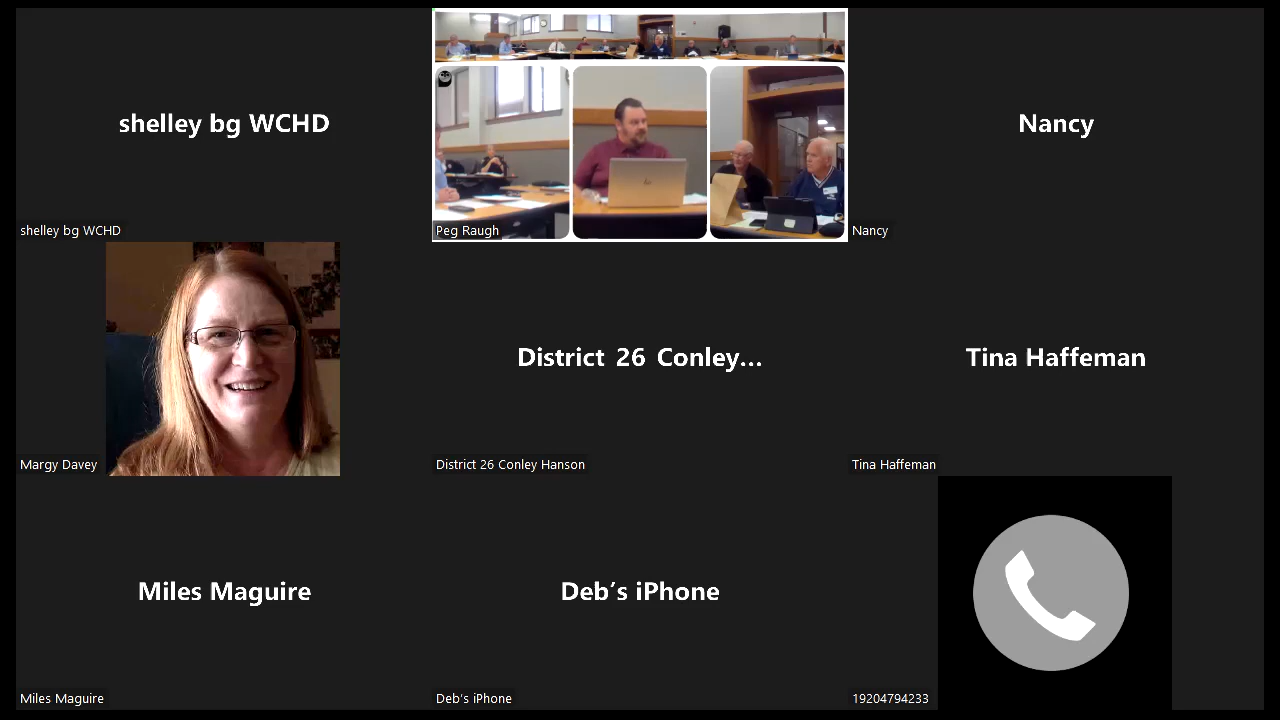 shelley bg WCHD
Nancy
shelley bg WCHD
Peg Raugh
Nancy
District 26 Conley...
Tina Haffeman
Margy Davey
District 26 Conley Hanson
Tina Haffeman
Miles Maguire
Deb's iPhone
Miles Maguire
Deb's iPhone
19204794233